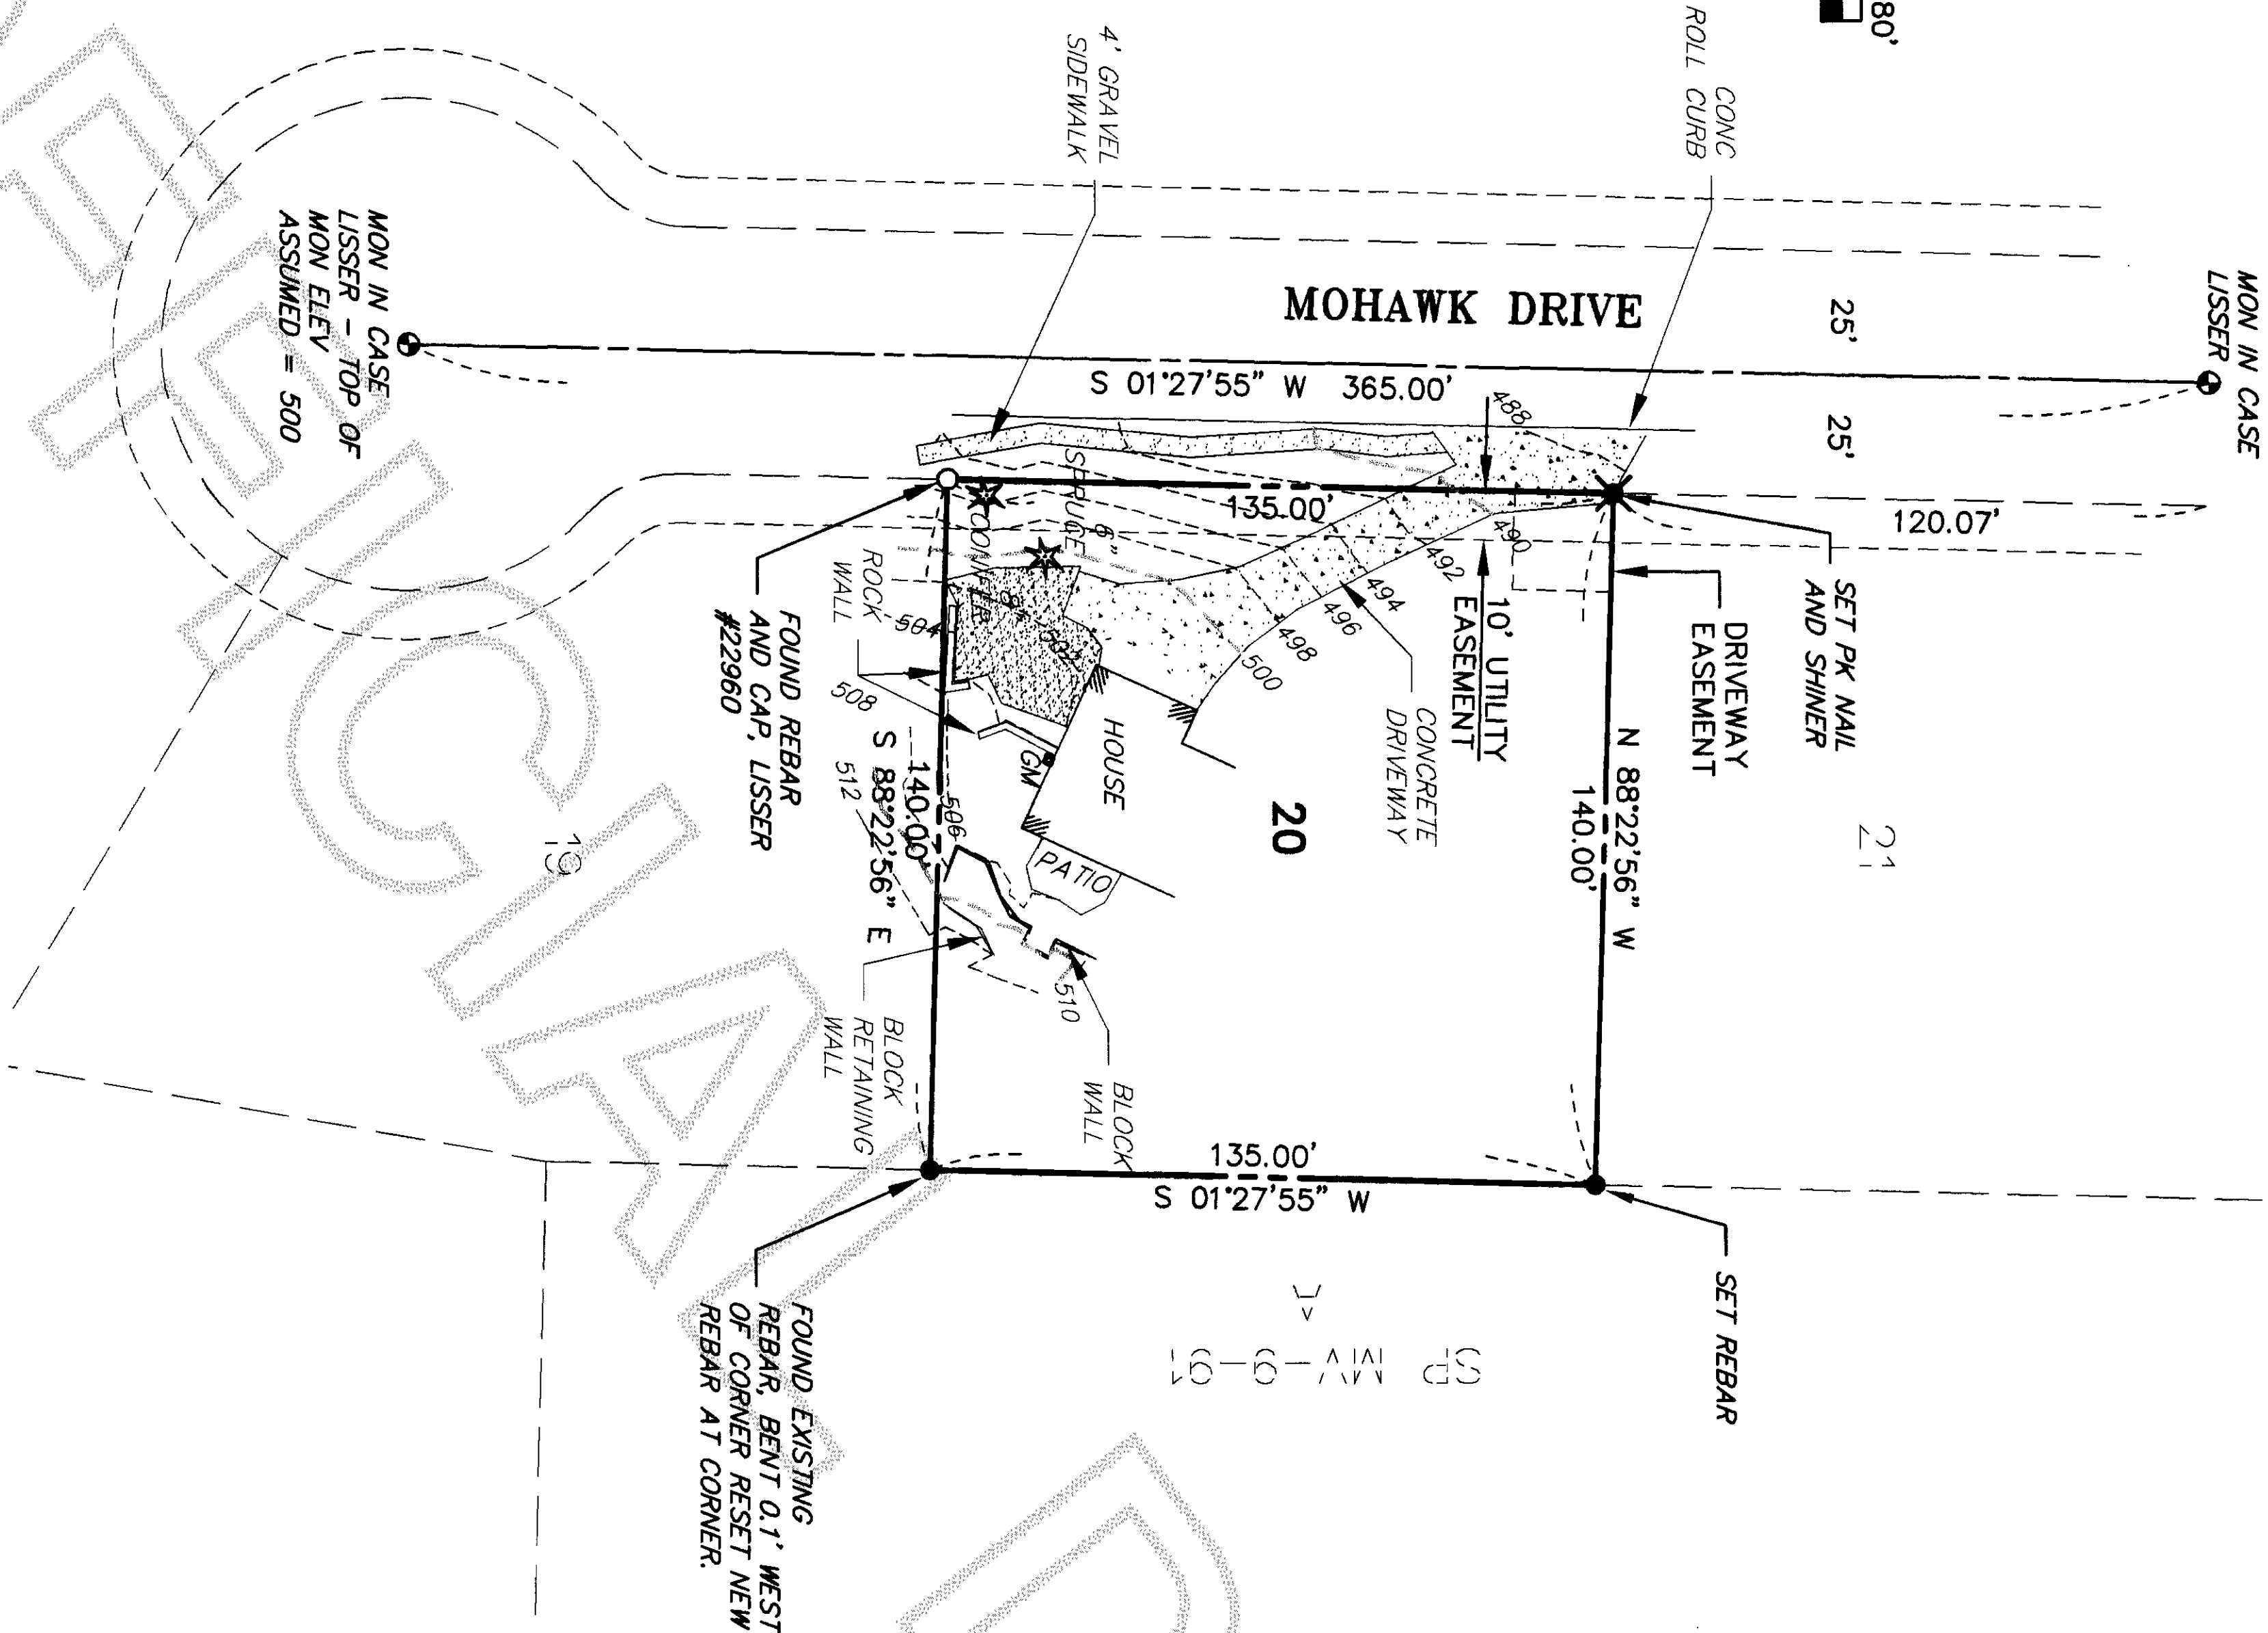 80'
CONC
ROLL CURB
4' GRAVEL
SIDEWALK
MON IN CASE
LISSER
MON IN CASE
LISSER - TOP OF
MON ELEV
ASSUMED = 500
MOHAWK DRIVE
25'
25'
S 01°27'55" W 365.00'
488
135.00'
120.07'
SPRUCE 6"
CONIFER 8"
490
492
494
496
498
500
502
504
506
508
510
512
ROCK
WALL
10' UTILITY
EASEMENT
SET PK NAIL
AND SHINER
DRIVEWAY
EASEMENT
CONCRETE
DRIVEWAY
FOUND REBAR
AND CAP, LISSER
#22960
HOUSE
GM
PATIO
20
21
19
N 88°22'56" W
140.00'
140.00'
S 88°22'56" E
BLOCK
RETAINING
WALL
BLOCK
WALL
135.00'
S 01°27'55" W
SET REBAR
SP MV-9-91
FOUND EXISTING
REBAR, BENT 0.1' WEST
OF CORNER RESET NEW
REBAR AT CORNER.